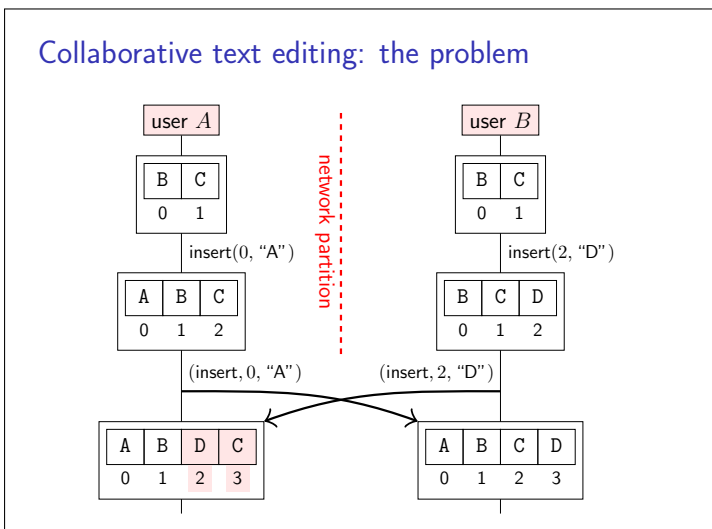 Collaborative text editing: the problem
user A
user B
network partition
B C
0 1
B C
0 1
insert(0, “A”)
insert(2, “D”)
A B C
0 1 2
B C D
0 1 2
(insert, 0, “A”)
(insert, 2, “D”)
A B D C
0 1 2 3
A B C D
0 1 2 3